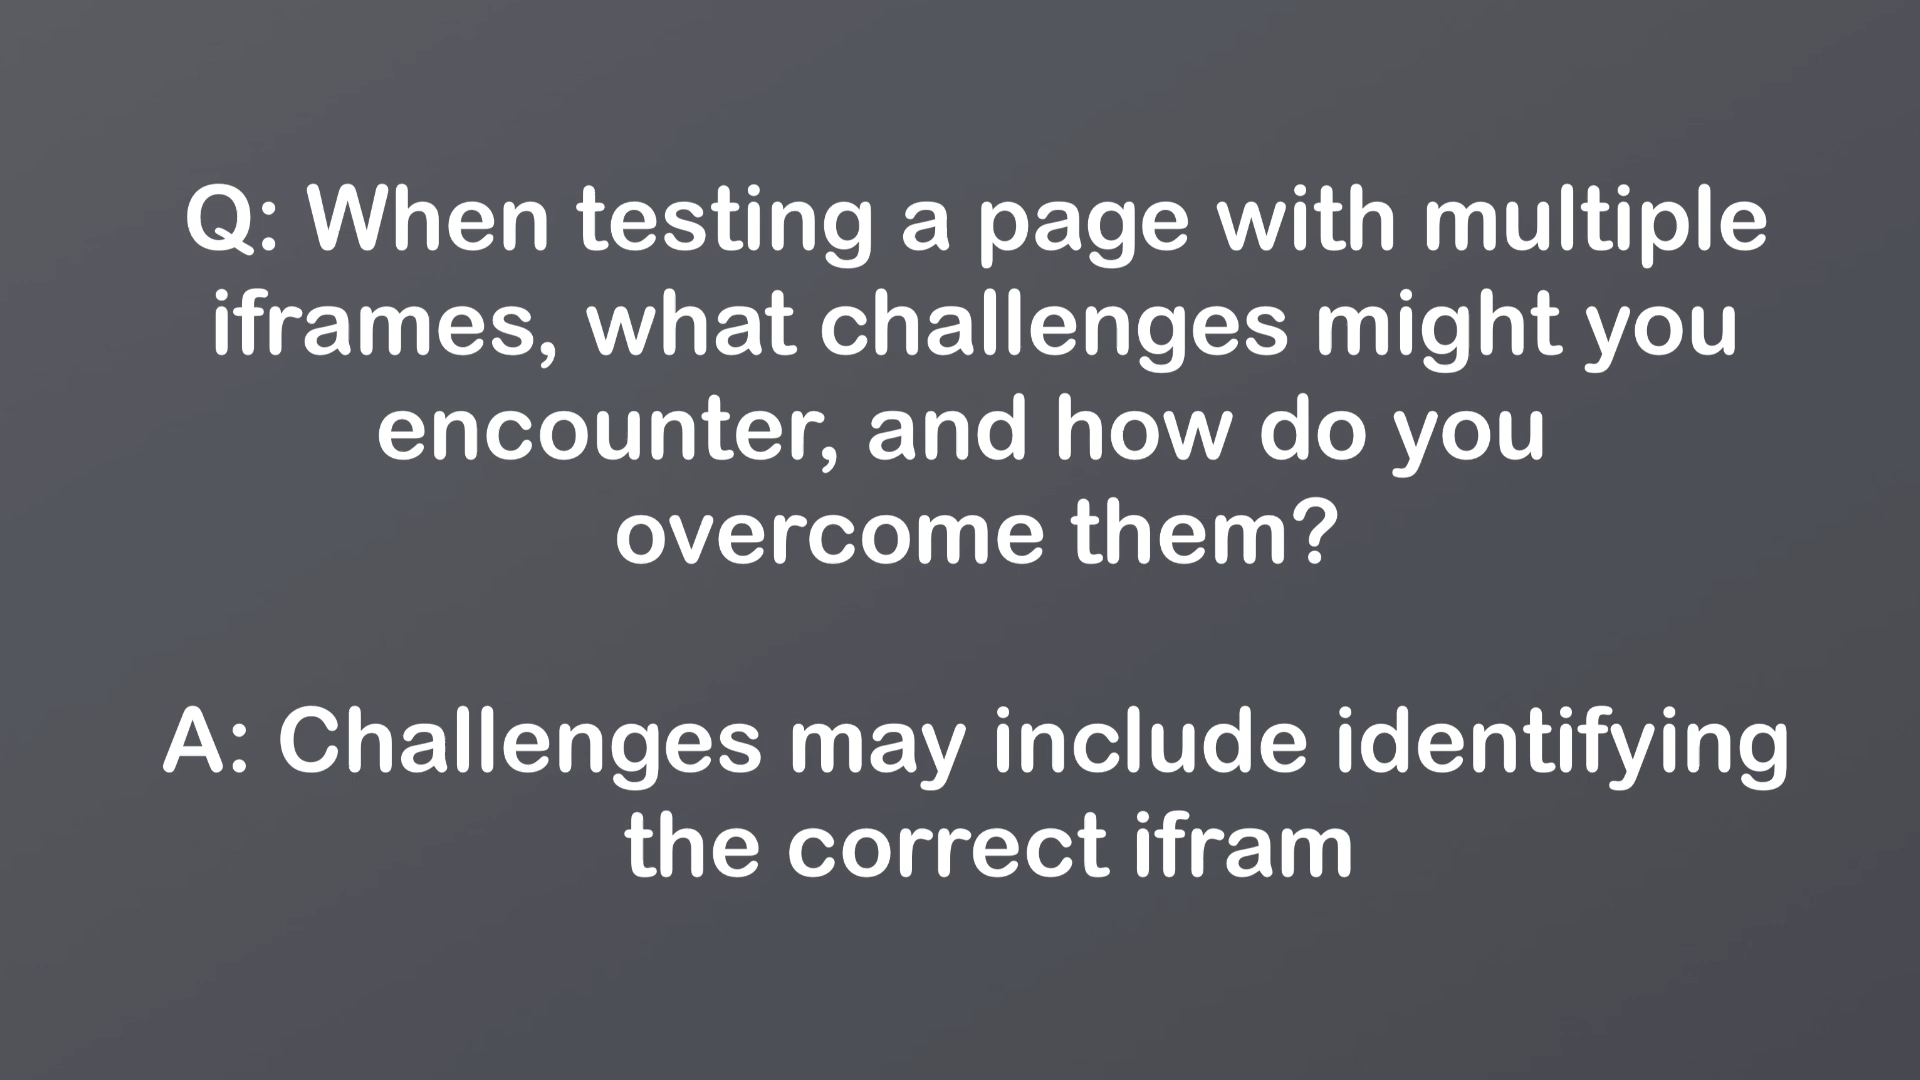 Q: When testing a page with multiple
iframes, what challenges might you
encounter, and how do you
overcome them?
A: Challenges may include identifying
the correct ifram